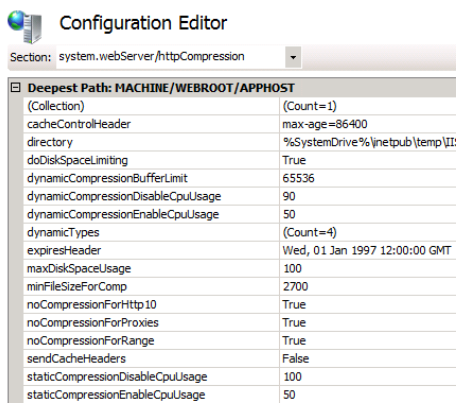 Configuration Editor
Section: system.webServer/httpCompression
Deepest Path: MACHINE/WEBROOT/APPHOST
(Collection) (Count=1)
cacheControlHeader max-age=86400
directory %SystemDrive%\inetpub\temp\IIS
doDiskSpaceLimiting True
dynamicCompressionBufferLimit 65536
dynamicCompressionDisableCpuUsage 90
dynamicCompressionEnableCpuUsage 50
dynamicTypes (Count=4)
expiresHeader Wed, 01 Jan 1997 12:00:00 GMT
maxDiskSpaceUsage 100
minFileSizeForComp 2700
noCompressionForHttp10 True
noCompressionForProxies True
noCompressionForRange True
sendCacheHeaders False
staticCompressionDisableCpuUsage 100
staticCompressionEnableCpuUsage 50